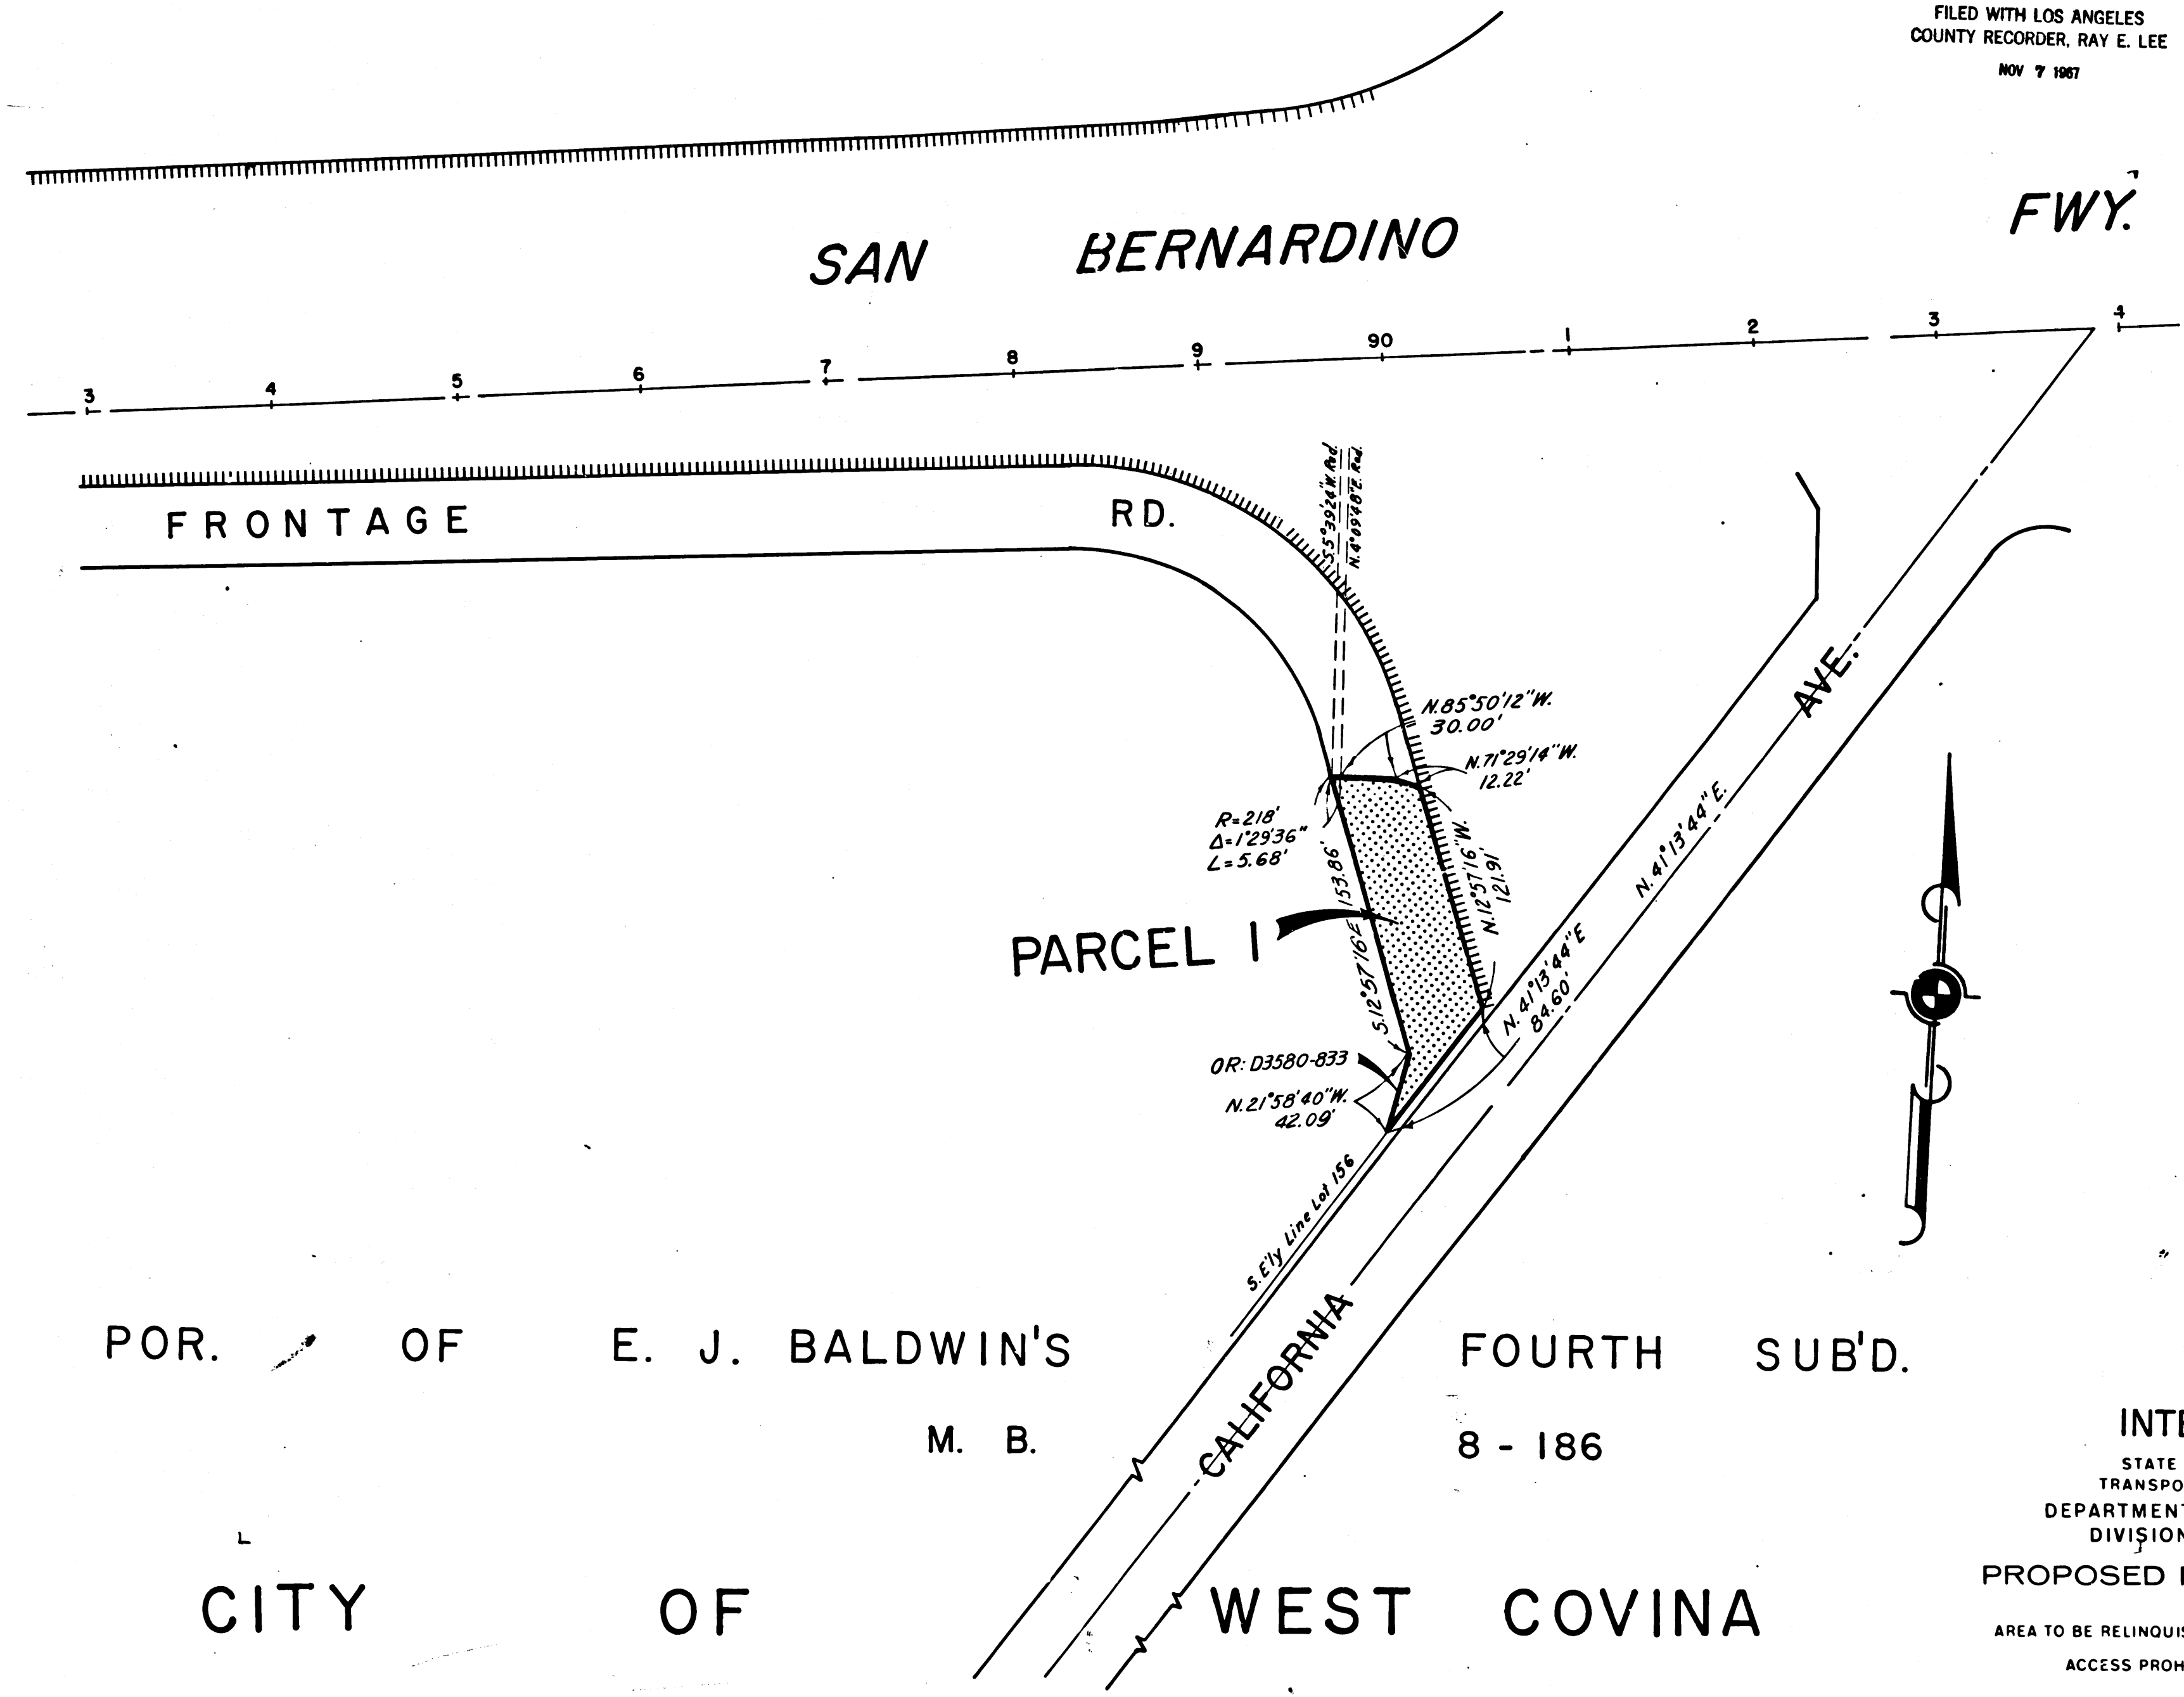 FILED WITH LOS ANGELES
COUNTY RECORDER, RAY E. LEE
NOV 7 1967
SAN BERNARDINO FWY.
3 4 5 6 7 8 9 90 1 2 3 4
FRONTAGE RD.
S.5°39'24"W. Rad.
N.4°09'48"E. Rad.
N.85°50'12"W.
30.00'
N.71°29'14"W.
12.22'
R=218'
Δ=1°29'36"
L=5.68'
S.12°57'16"E 153.86'
N.12°57'16"W.
121.91'
PARCEL 1
N.41°13'44"E.
N.41°13'44"E
84.60'
AVE.
OR: D3580-833
N.21°58'40"W.
42.09'
S.E'ly Line Lot 156
CALIFORNIA
POR. OF E. J. BALDWIN'S FOURTH SUB'D.
M. B. 8 - 186
CITY OF WEST COVINA
INTE
STATE
TRANSPO
DEPARTMENT
DIVISION
PROPOSED
AREA TO BE RELINQUIS
ACCESS PROH